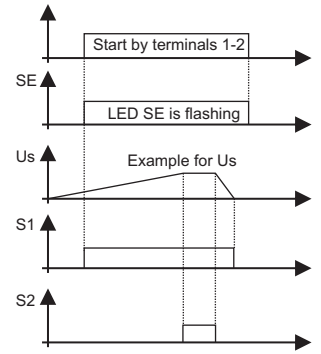 Start by terminals 1-2
SE
LED SE is flashing
Us
Example for Us
S1
S2